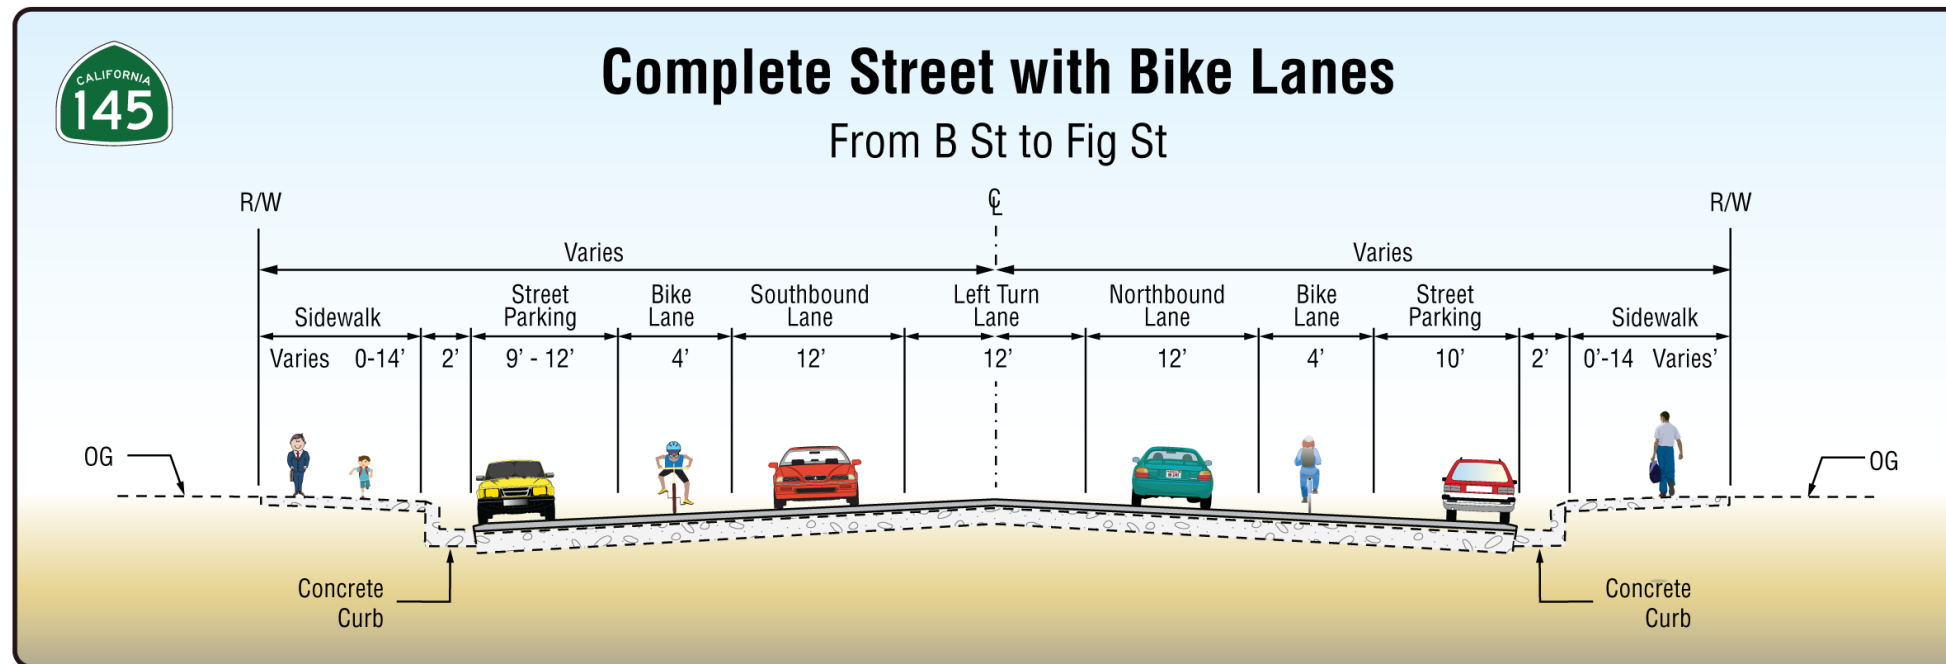 CALIFORNIA
145
Complete Street with Bike Lanes
From B St to Fig St
R/W
℄
R/W
Varies
Varies
Sidewalk
Street
Parking
Bike
Lane
Southbound
Lane
Left Turn
Lane
Northbound
Lane
Bike
Lane
Street
Parking
Sidewalk
Varies 0-14’ 2’ 9’ - 12’ 4’ 12’ 12’ 12’ 4’ 10’ 2’ 0’-14 Varies’
OG
OG
Concrete
Curb
Concrete
Curb